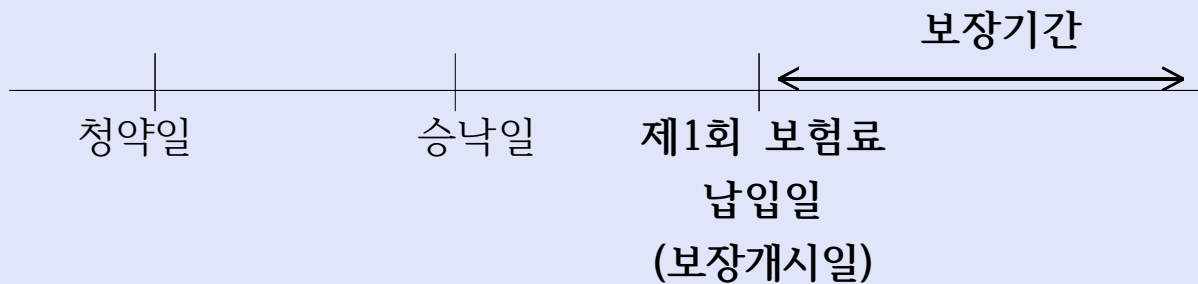 보장기간
청약일
승낙일
제1회 보험료
납입일
(보장개시일)